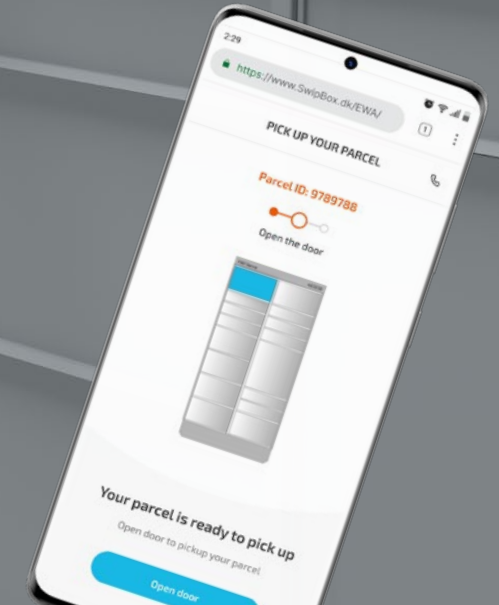 2:29
https://www.SwipBox.dk/EWA/
1
PICK UP YOUR PARCEL
Parcel ID: 9789788
Open the door
Your parcel is ready to pick up
Open door to pickup your parcel
Open door